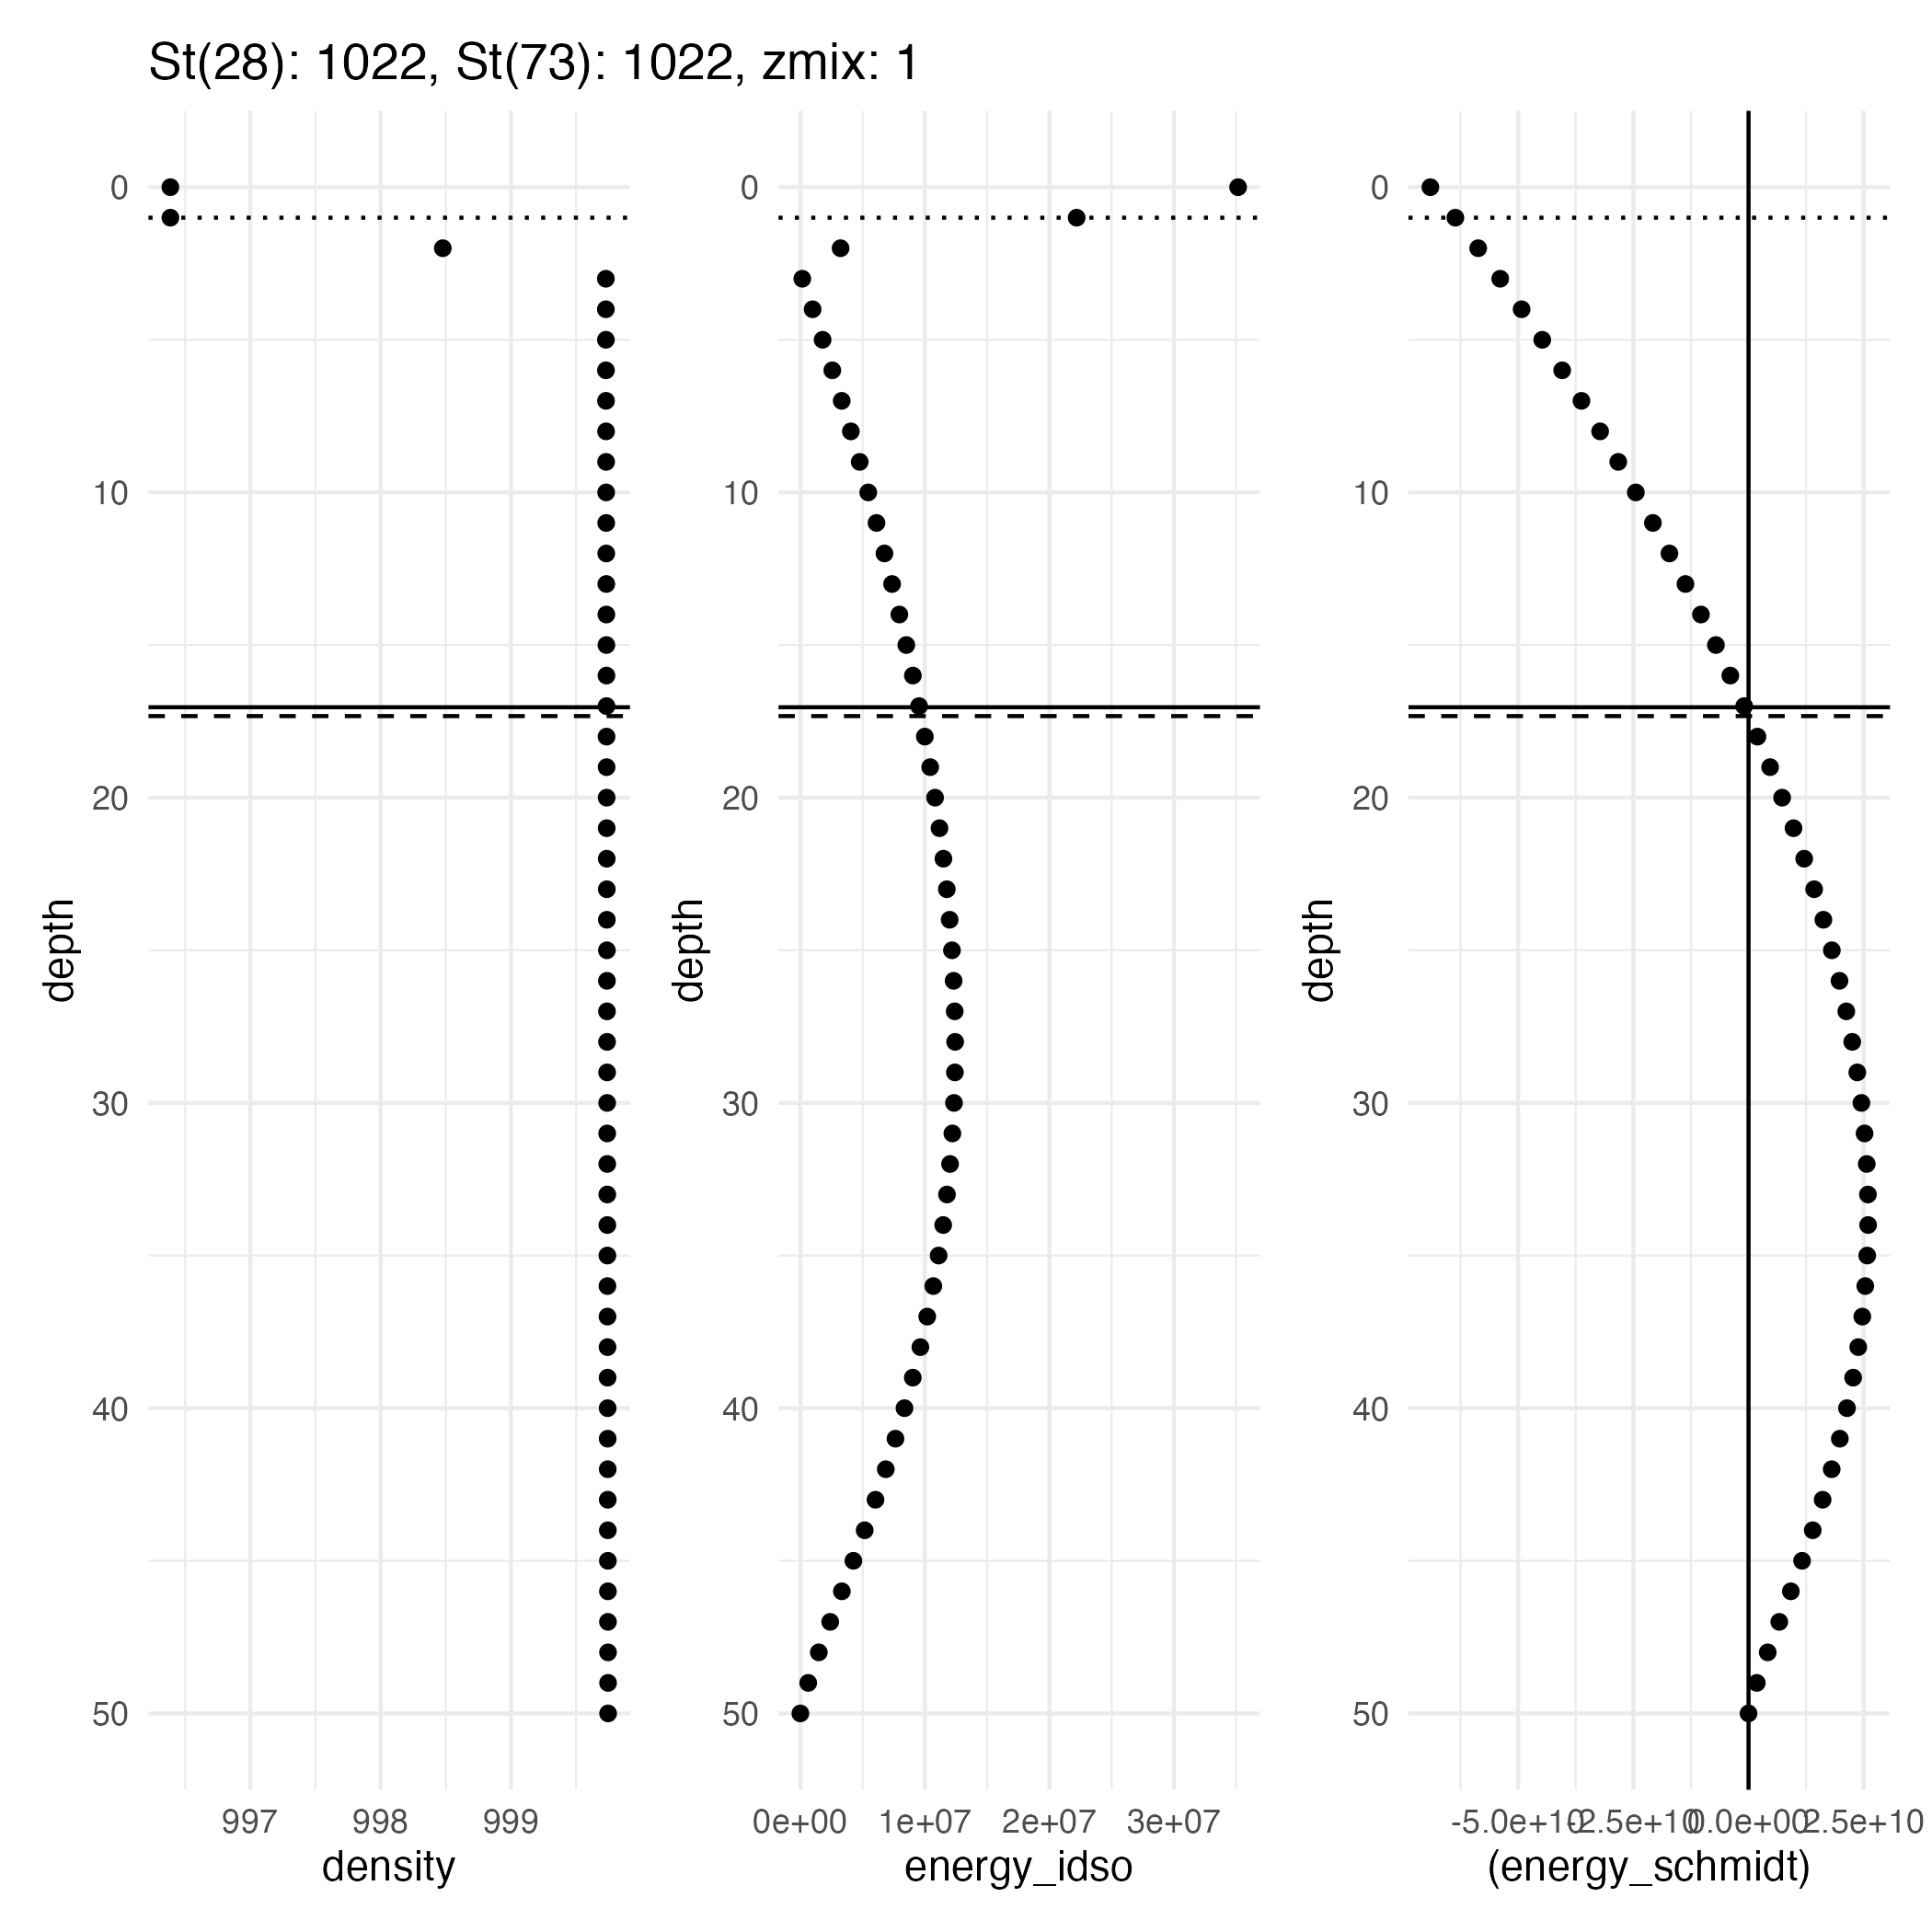 St(28): 1022, St(73): 1022, zmix: 1
depth
0
10
20
30
40
50
997 998 999
density
depth
0
10
20
30
40
50
0e+00 1e+07 2e+07 3e+07
energy_idso
depth
0
10
20
30
40
50
-5.0e+10 -2.5e+10 0.0e+00 2.5e+10
(energy_schmidt)